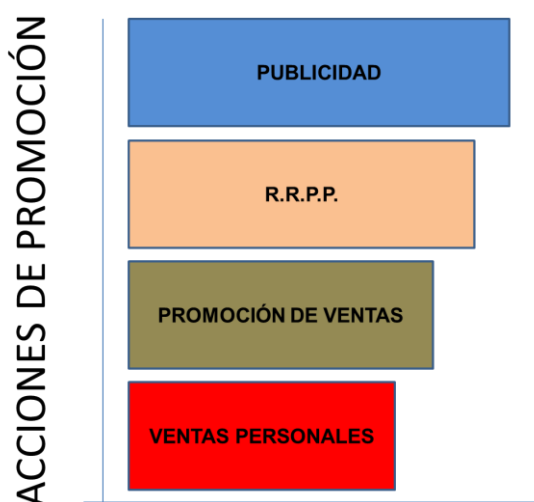 ACCIONES DE PROMOCIÓN
PUBLICIDAD
R.R.P.P.
PROMOCIÓN DE VENTAS
VENTAS PERSONALES